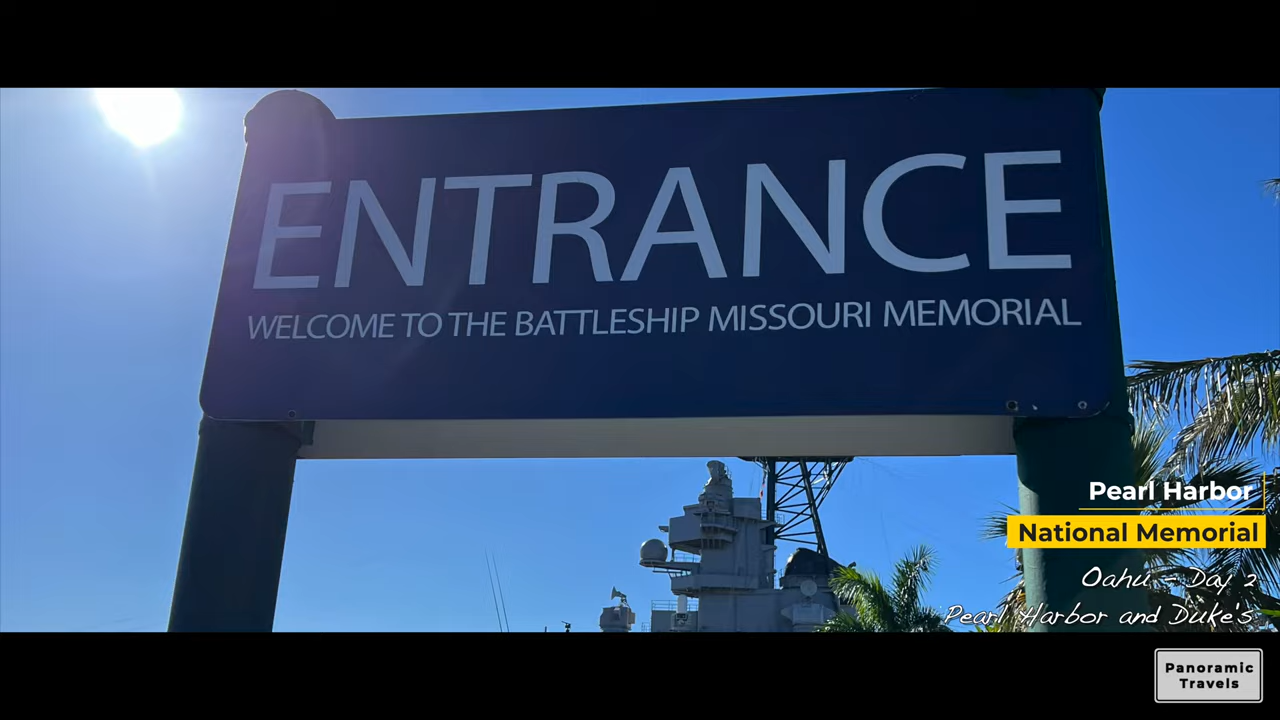 ENTRANCE
WELCOME TO THE BATTLESHIP MISSOURI MEMORIAL
Pearl Harbor
National Memorial
Oahu - Day 2
Pearl Harbor and Duke's
Panoramic
Travels